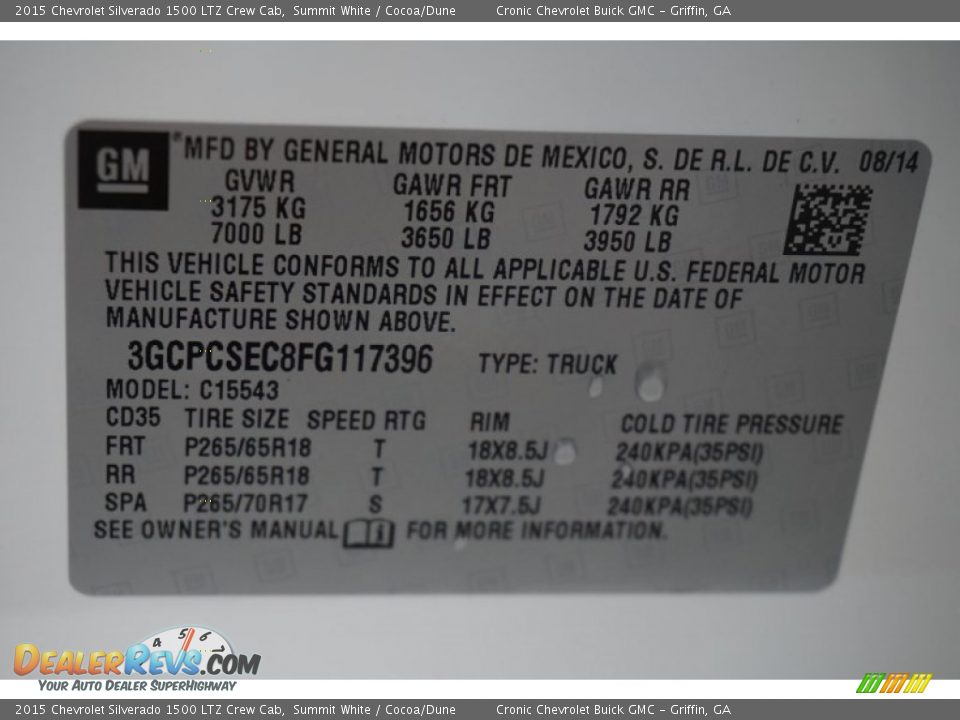 2015 Chevrolet Silverado 1500 LTZ Crew Cab, Summit White / Cocoa/Dune Cronic Chevrolet Buick GMC - Griffin, GA
GM ®MFD BY GENERAL MOTORS DE MEXICO, S. DE R.L. DE C.V. 08/14
GVWR GAWR FRT GAWR RR
3175 KG 1656 KG 1792 KG
7000 LB 3650 LB 3950 LB
THIS VEHICLE CONFORMS TO ALL APPLICABLE U.S. FEDERAL MOTOR
VEHICLE SAFETY STANDARDS IN EFFECT ON THE DATE OF
MANUFACTURE SHOWN ABOVE.
3GCPCSEC8FG117396 TYPE: TRUCK
MODEL: C15543
CD35 TIRE SIZE SPEED RTG RIM COLD TIRE PRESSURE
FRT P265/65R18 T 18X8.5J 240KPA(35PSI)
RR P265/65R18 T 18X8.5J 240KPA(35PSI)
SPA P265/70R17 S 17X7.5J 240KPA(35PSI)
SEE OWNER'S MANUAL i FOR MORE INFORMATION.
4 5 6 7
DealerRevs.com
Your Auto Dealer SuperHighway
2015 Chevrolet Silverado 1500 LTZ Crew Cab, Summit White / Cocoa/Dune Cronic Chevrolet Buick GMC - Griffin, GA